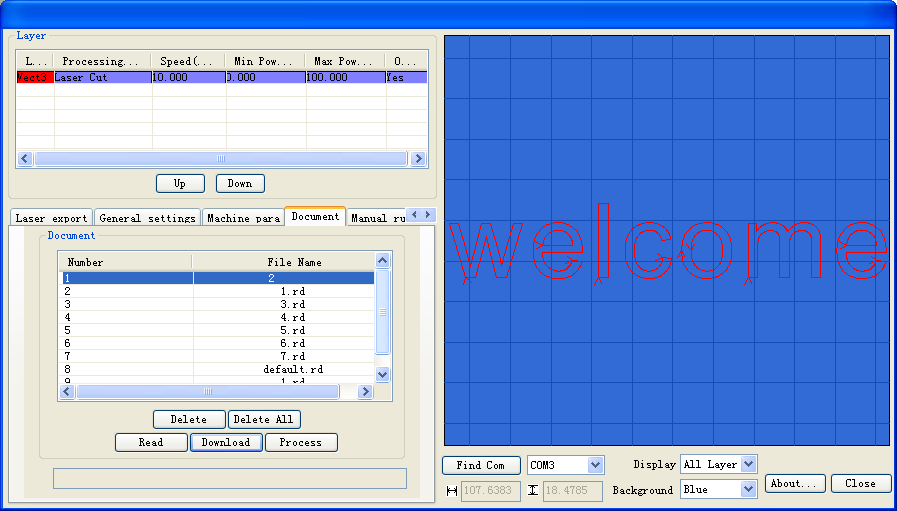 Layer
L... Processing... Speed(... Min Pow... Max Pow... O...
Vect3 Laser Cut 10.000 0.000 100.000 Yes
Up Down
Laser export General settings Machine para Document Manual ru
Document
Number File Name
1 2
2 1.rd
3 3.rd
4 4.rd
5 5.rd
6 6.rd
7 7.rd
8 default.rd
9 1.rd
Delete Delete All
Read Download Process
welcome
Find Com COM3 Display All Layer
107.6383 18.4785 Background Blue About... Close